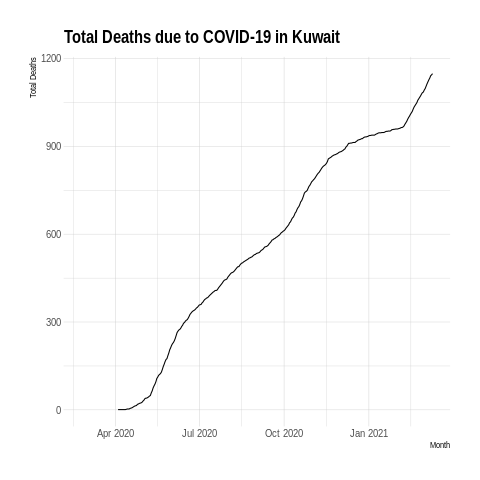 Total Deaths due to COVID-19 in Kuwait
Total Deaths
1200
900
600
300
0
Apr 2020
Jul 2020
Oct 2020
Jan 2021
Month